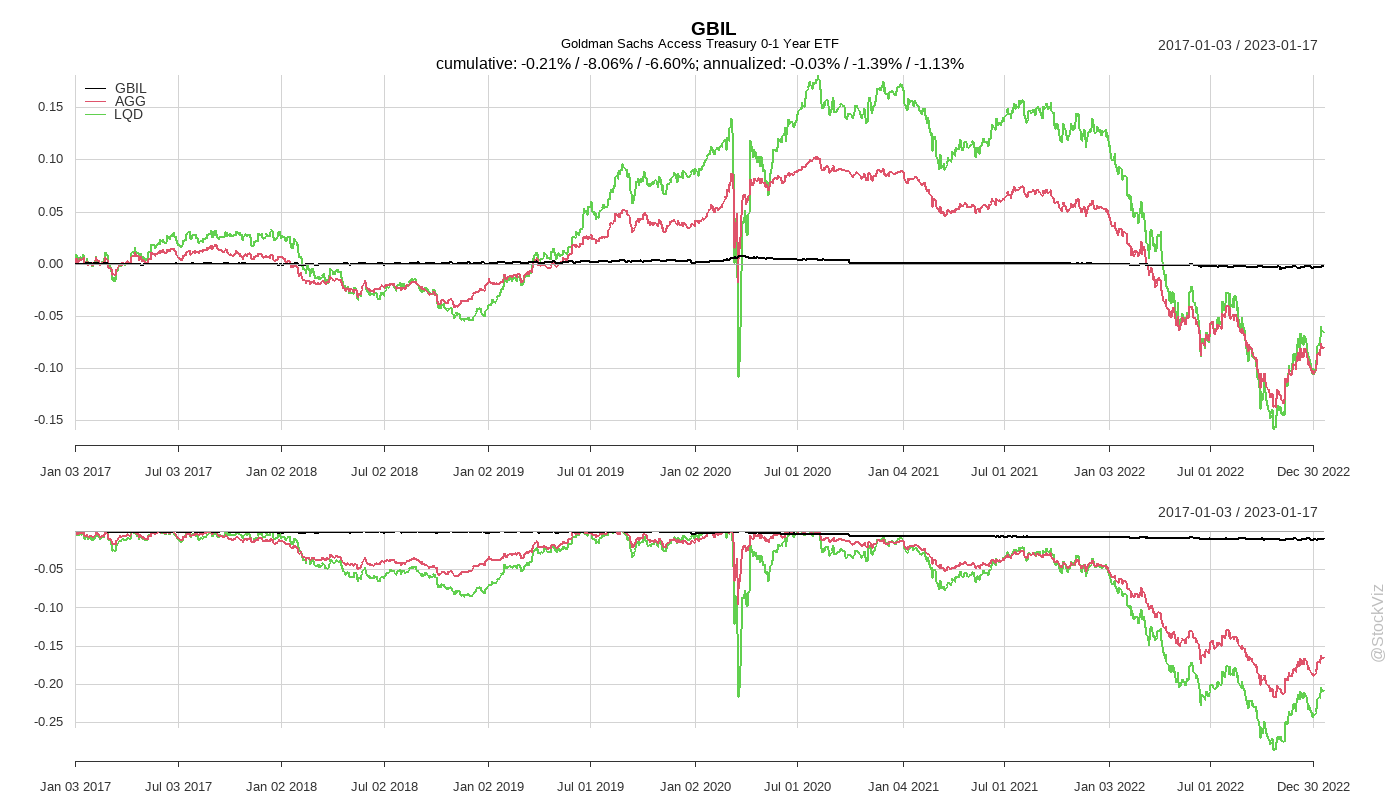 GBIL
Goldman Sachs Access Treasury 0-1 Year ETF
2017-01-03 / 2023-01-17
cumulative: -0.21% / -8.06% / -6.60%; annualized: -0.03% / -1.39% / -1.13%
GBIL
AGG
LQD
0.15
0.10
0.05
0.00
-0.05
-0.10
-0.15
Jan 03 2017 Jul 03 2017 Jan 02 2018 Jul 02 2018 Jan 02 2019 Jul 01 2019 Jan 02 2020 Jul 01 2020 Jan 04 2021 Jul 01 2021 Jan 03 2022 Jul 01 2022 Dec 30 2022
2017-01-03 / 2023-01-17
-0.05
-0.10
-0.15
-0.20
-0.25
Jan 03 2017 Jul 03 2017 Jan 02 2018 Jul 02 2018 Jan 02 2019 Jul 01 2019 Jan 02 2020 Jul 01 2020 Jan 04 2021 Jul 01 2021 Jan 03 2022 Jul 01 2022 Dec 30 2022
@StockViz